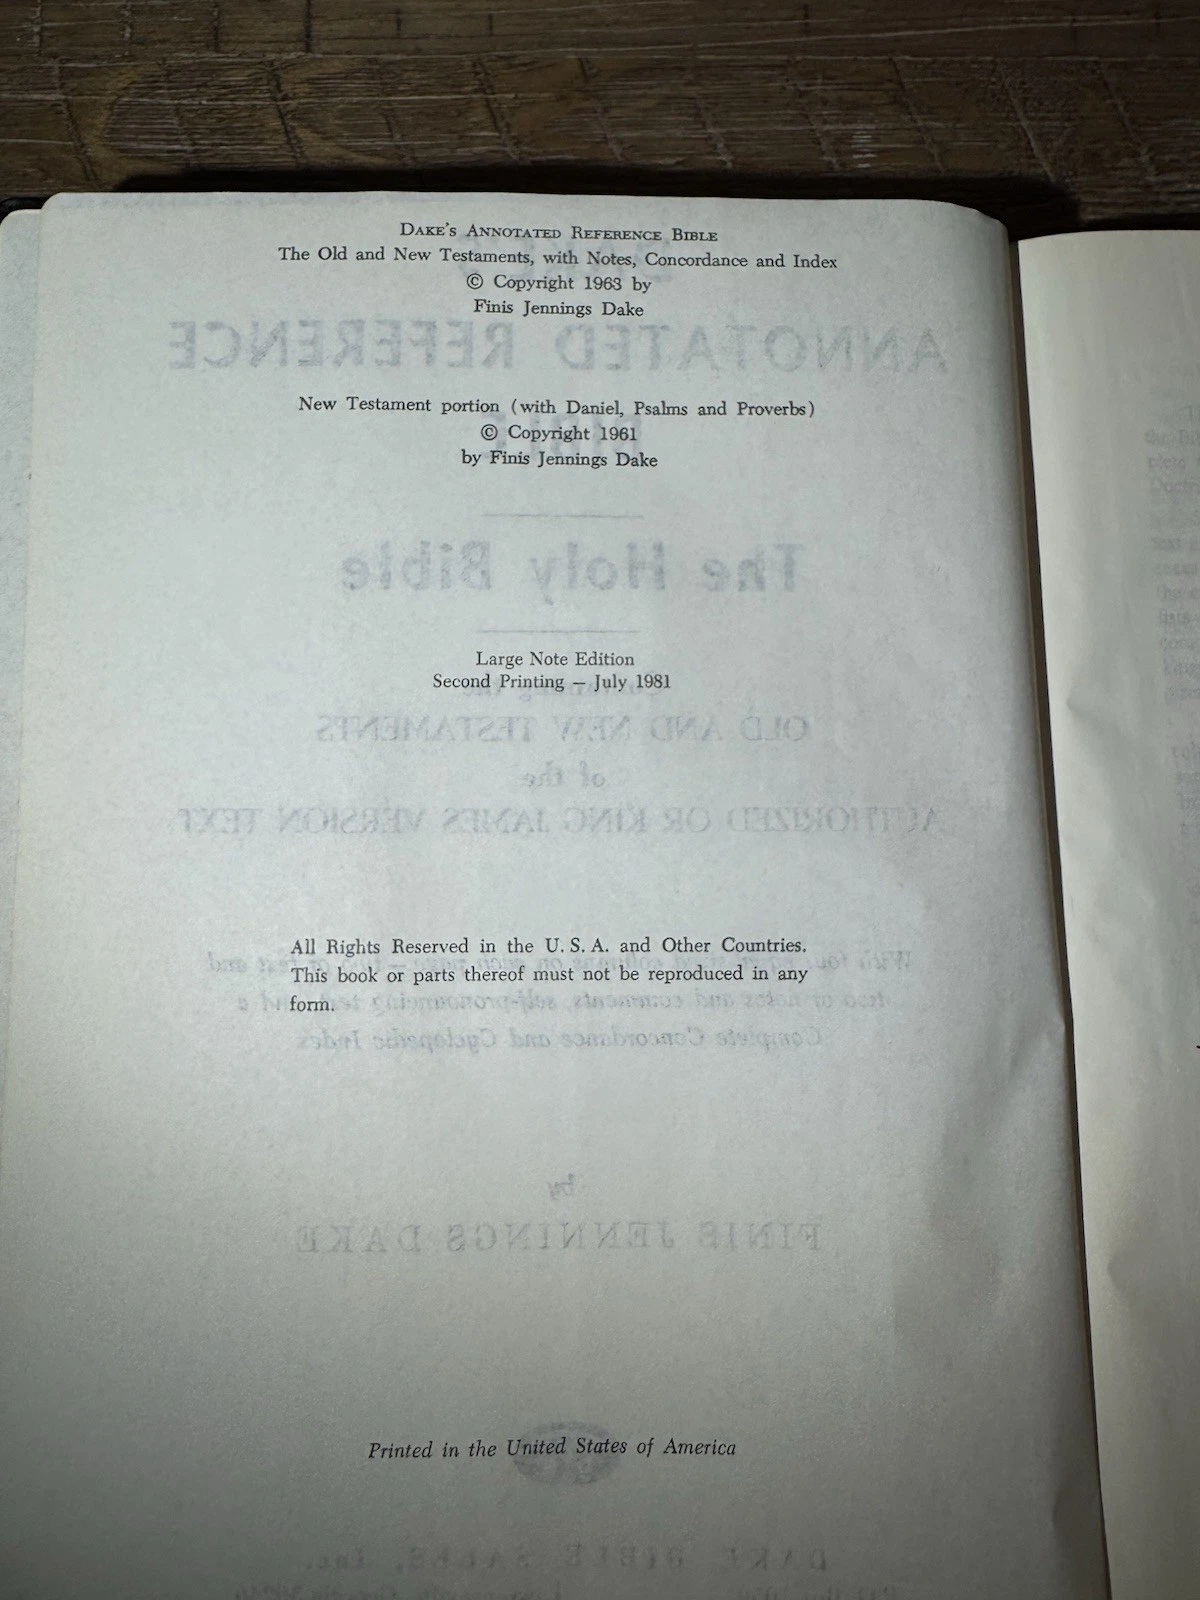 DAKE'S ANNOTATED REFERENCE BIBLE
The Old and New Testaments, with Notes, Concordance and Index
© Copyright 1963 by
Finis Jennings Dake
New Testament portion (with Daniel, Psalms and Proverbs)
© Copyright 1961
by Finis Jennings Dake
Large Note Edition
Second Printing — July 1981
All Rights Reserved in the U. S. A. and Other Countries.
This book or parts thereof must not be reproduced in any
form.
Printed in the United States of America